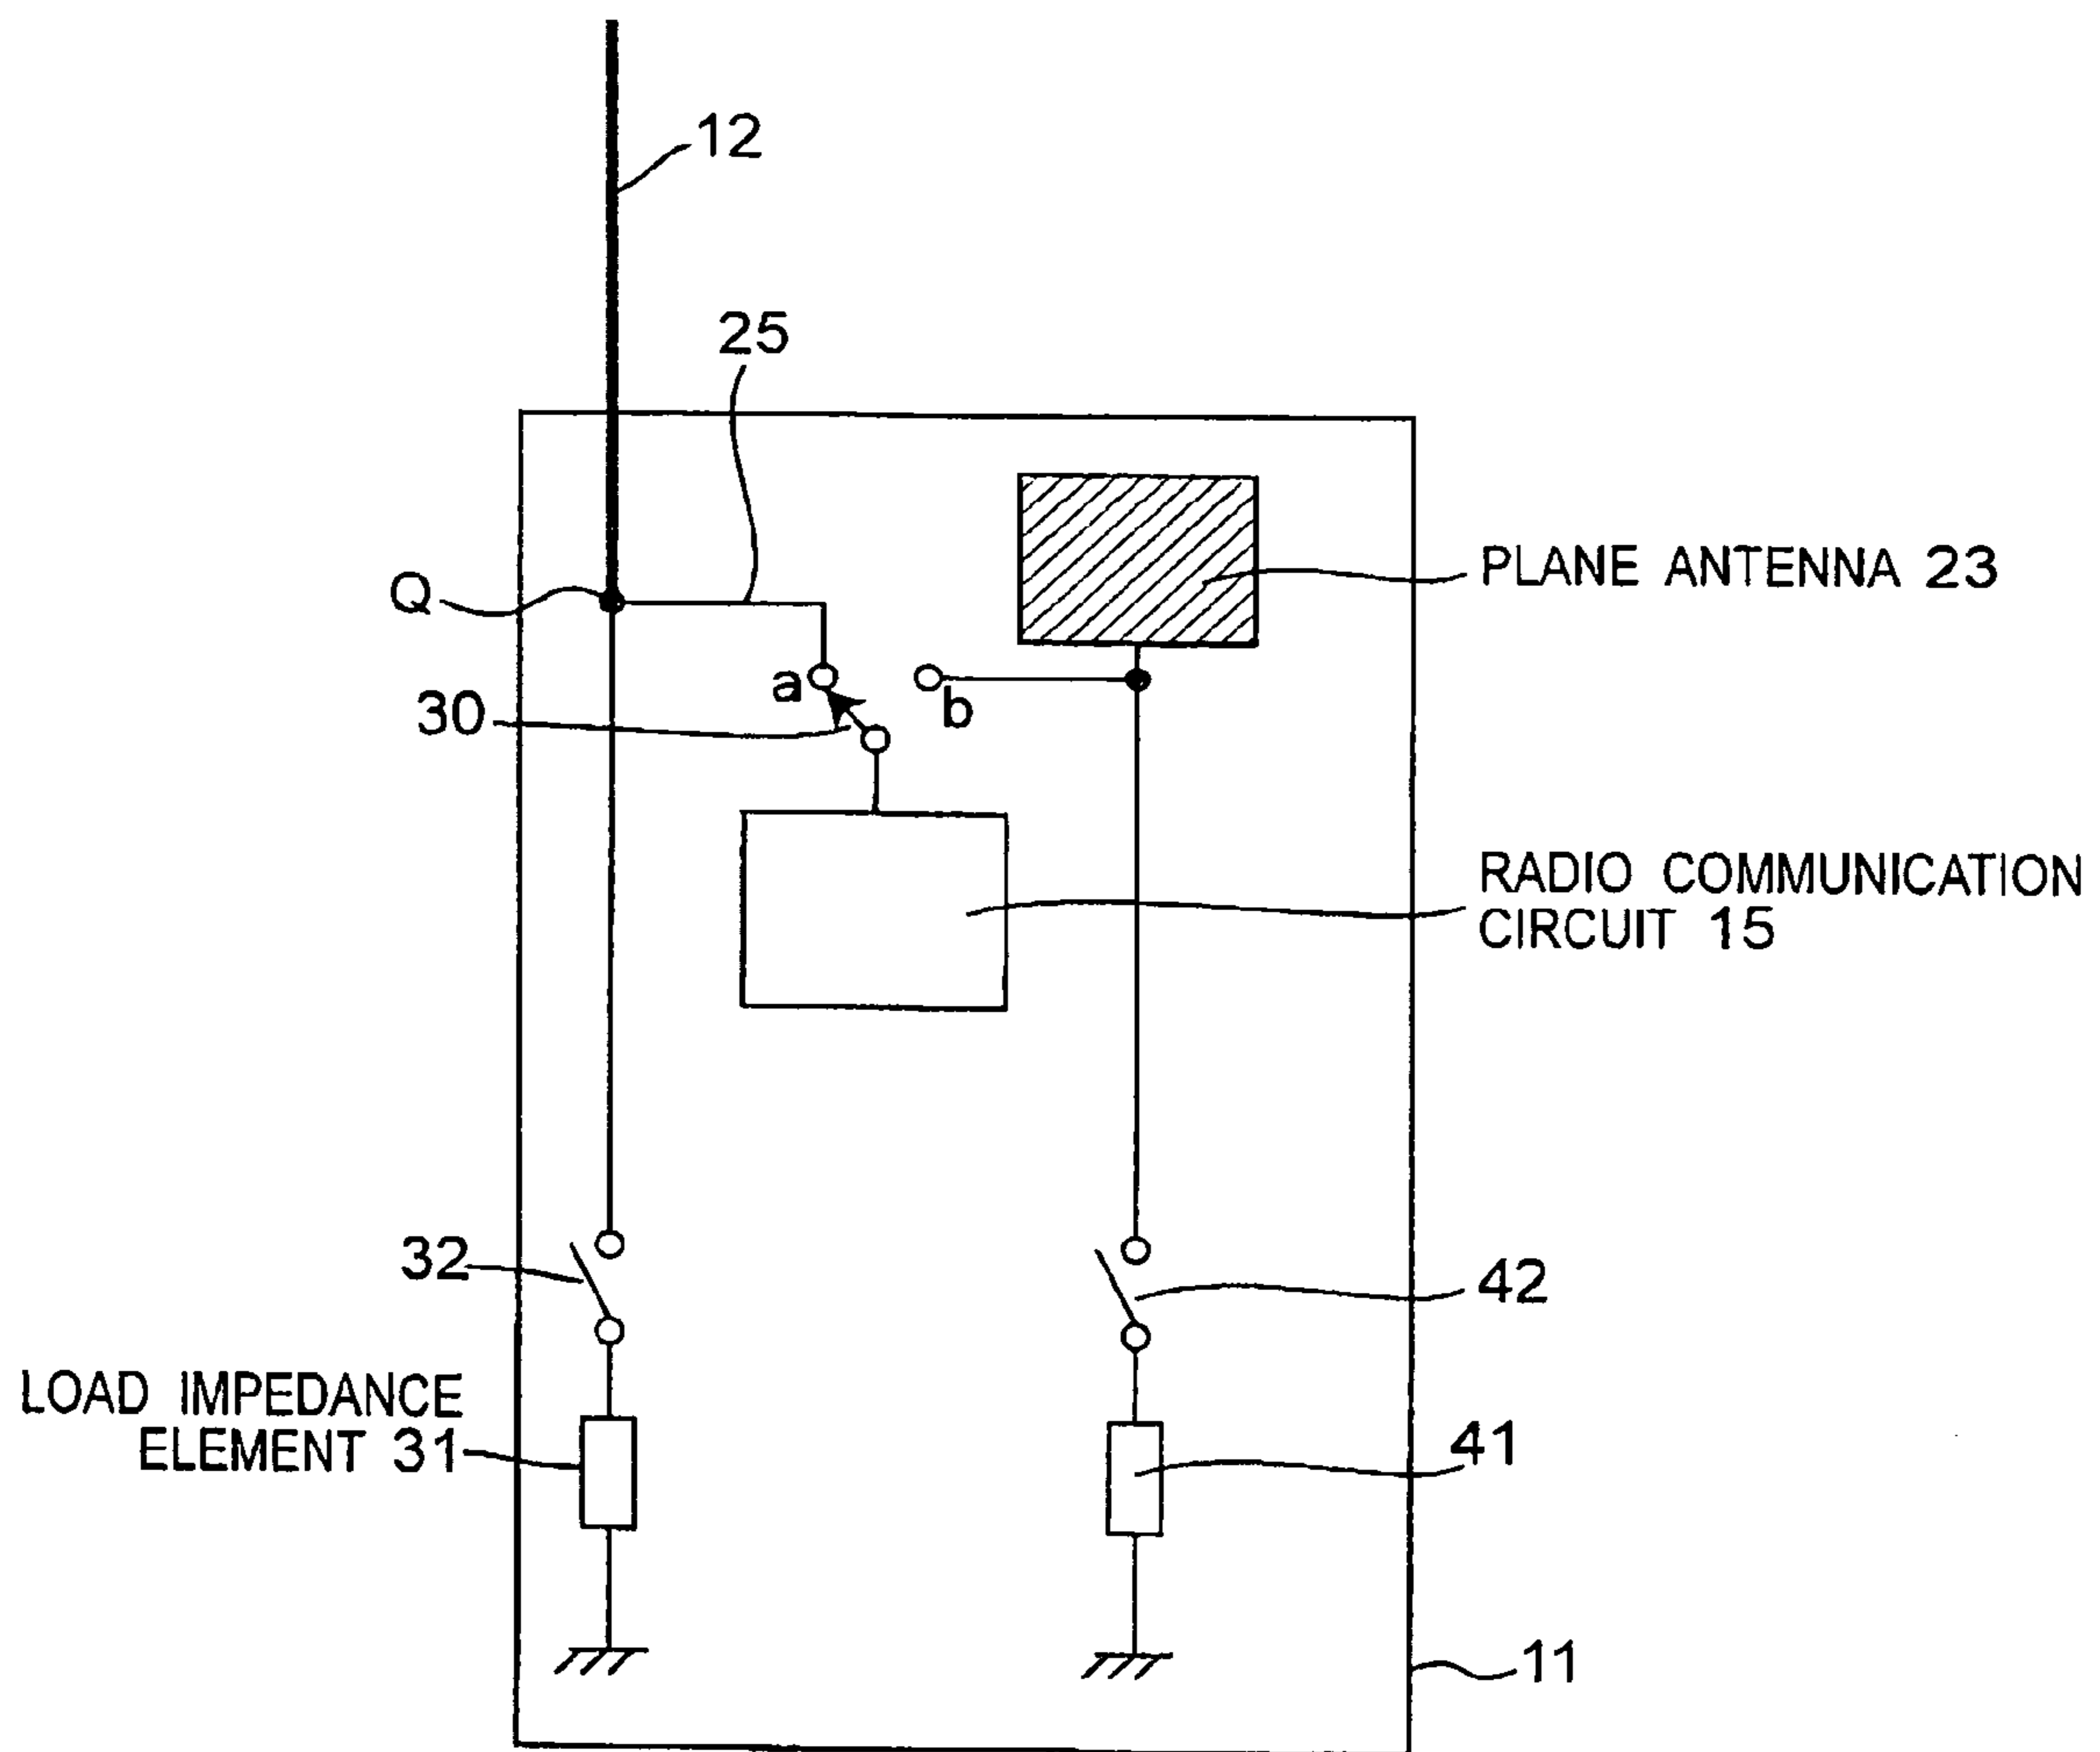 12
25
Q
PLANE ANTENNA 23
a
b
30
RADIO COMMUNICATION
CIRCUIT 15
32
42
LOAD IMPEDANCE
ELEMENT 31
41
11